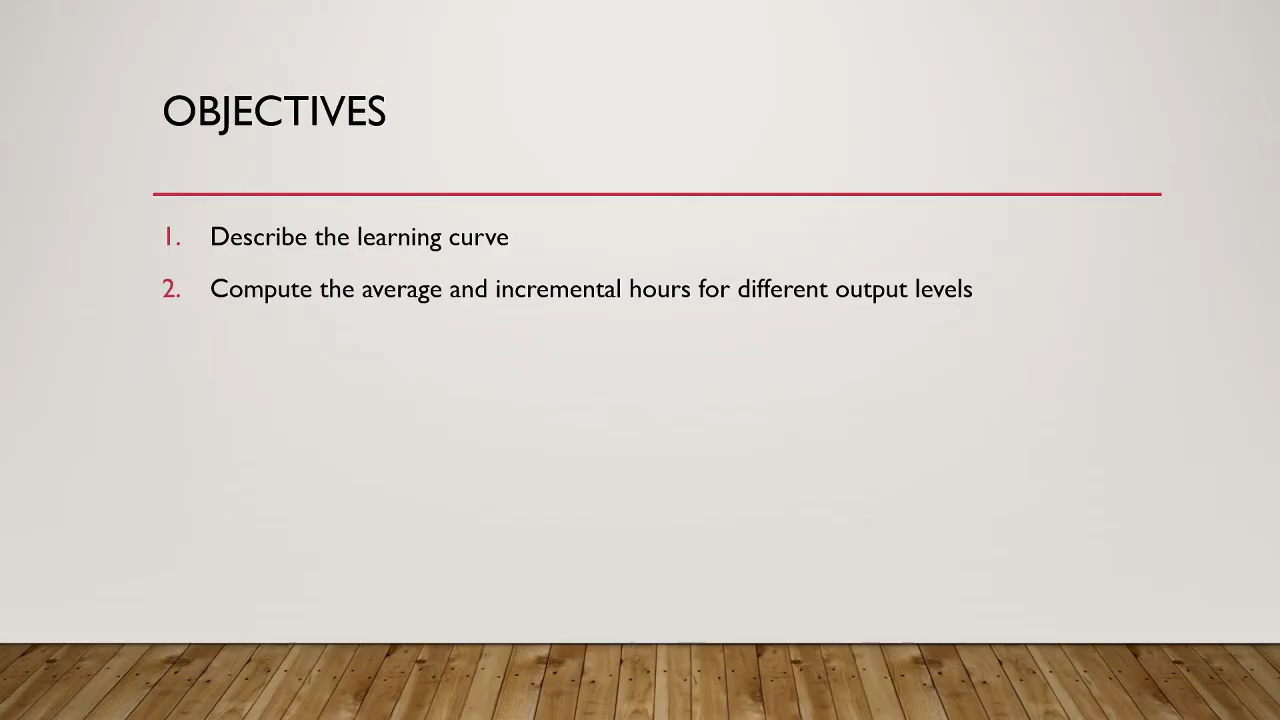 OBJECTIVES
1. Describe the learning curve
2. Compute the average and incremental hours for different output levels